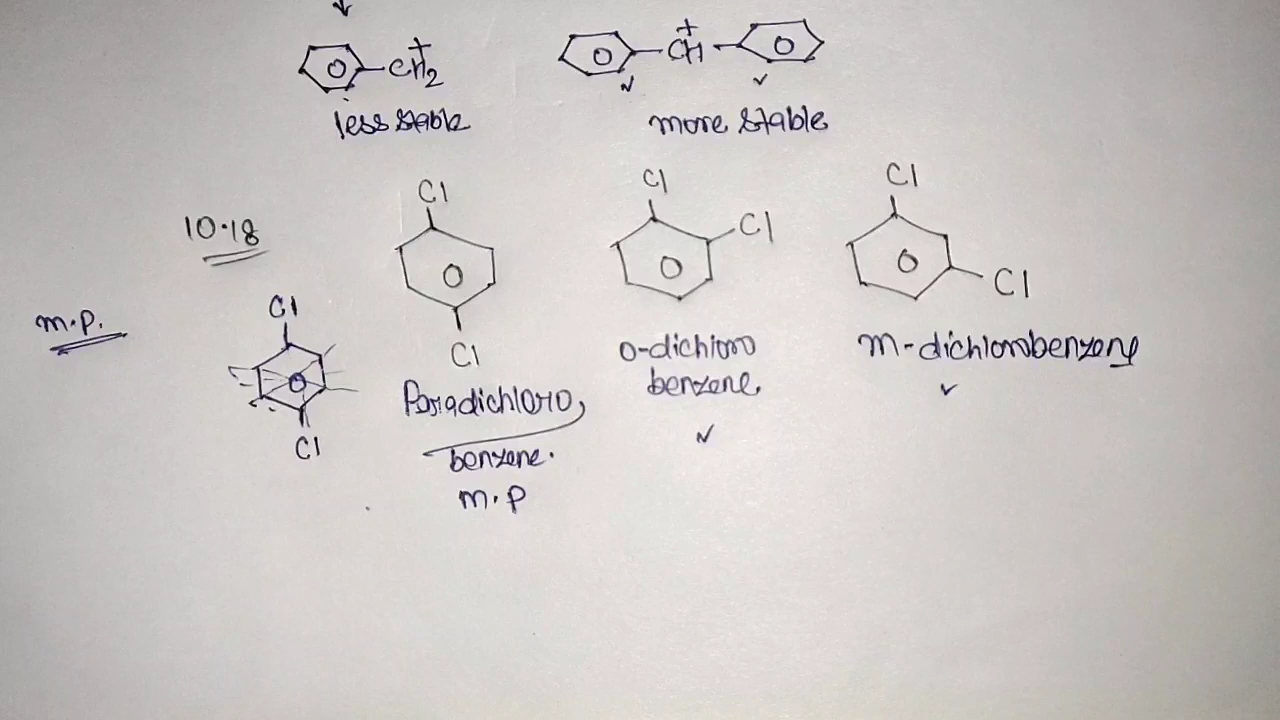 CH2 +
CH +
less stable
more stable
10.18
Cl
Cl
Cl
Cl
Cl
Cl
m.p.
Cl
Cl
Paradichloro
benzene.
m.p
o-dichloro
benzene
m-dichlorobenzene